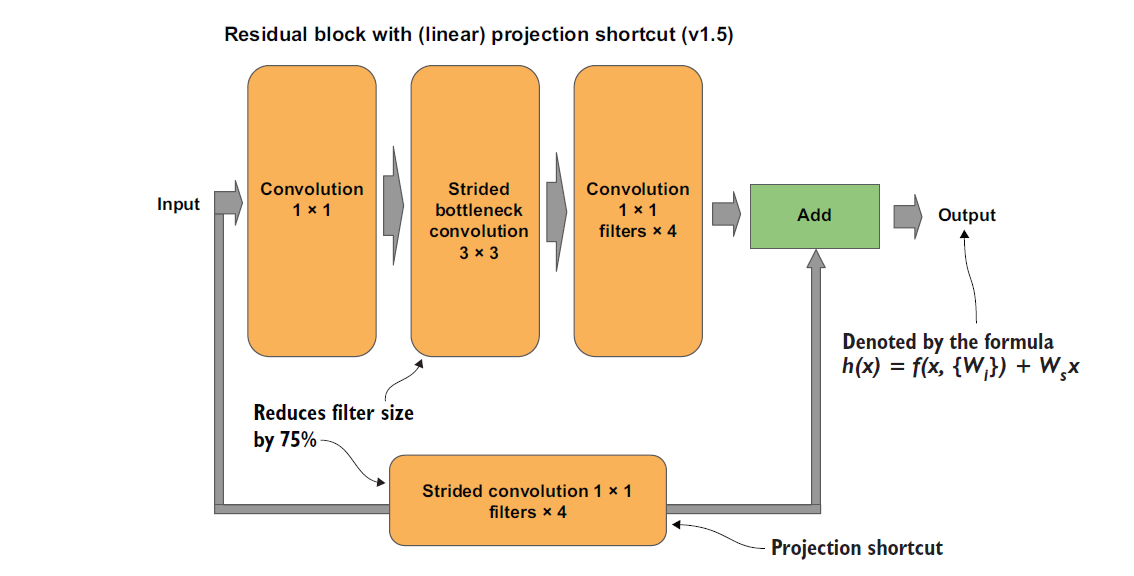 Residual block with (linear) projection shortcut (v1.5)
Input
Convolution
1 × 1
Strided
bottleneck
convolution
3 × 3
Convolution
1 × 1
filters × 4
Add
Output
Denoted by the formula
h(x) = f(x, {Wᵢ}) + Wₛx
Reduces filter size
by 75%
Strided convolution 1 × 1
filters × 4
Projection shortcut